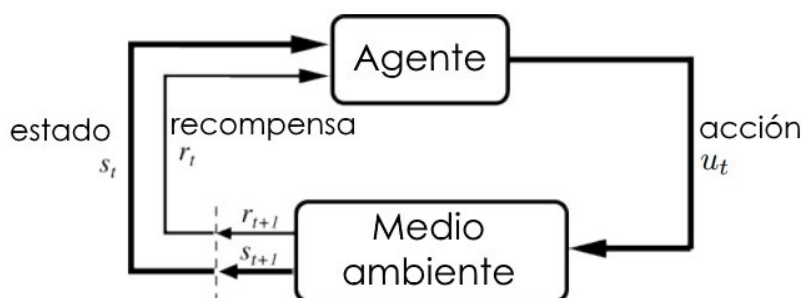 Agente
estado
s_t
recompensa
r_t
acción
u_t
r_{t+1}
s_{t+1}
Medio
ambiente